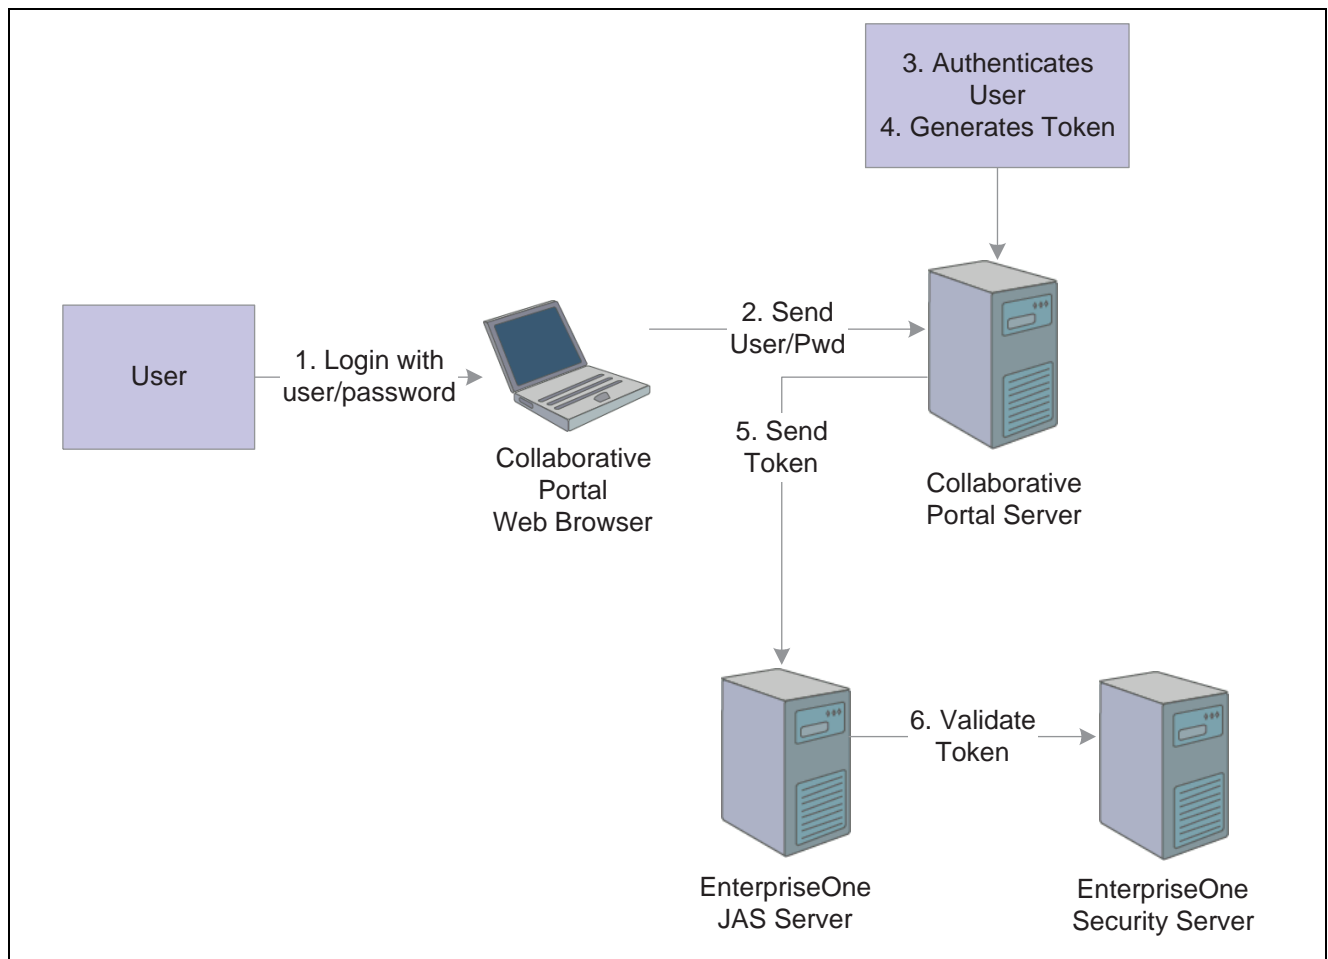 3. Authenticates
User
4. Generates Token
User
1. Login with
user/password
2. Send
User/Pwd
5. Send
Token
Collaborative
Portal
Web Browser
Collaborative
Portal Server
6. Validate
Token
EnterpriseOne
JAS Server
EnterpriseOne
Security Server